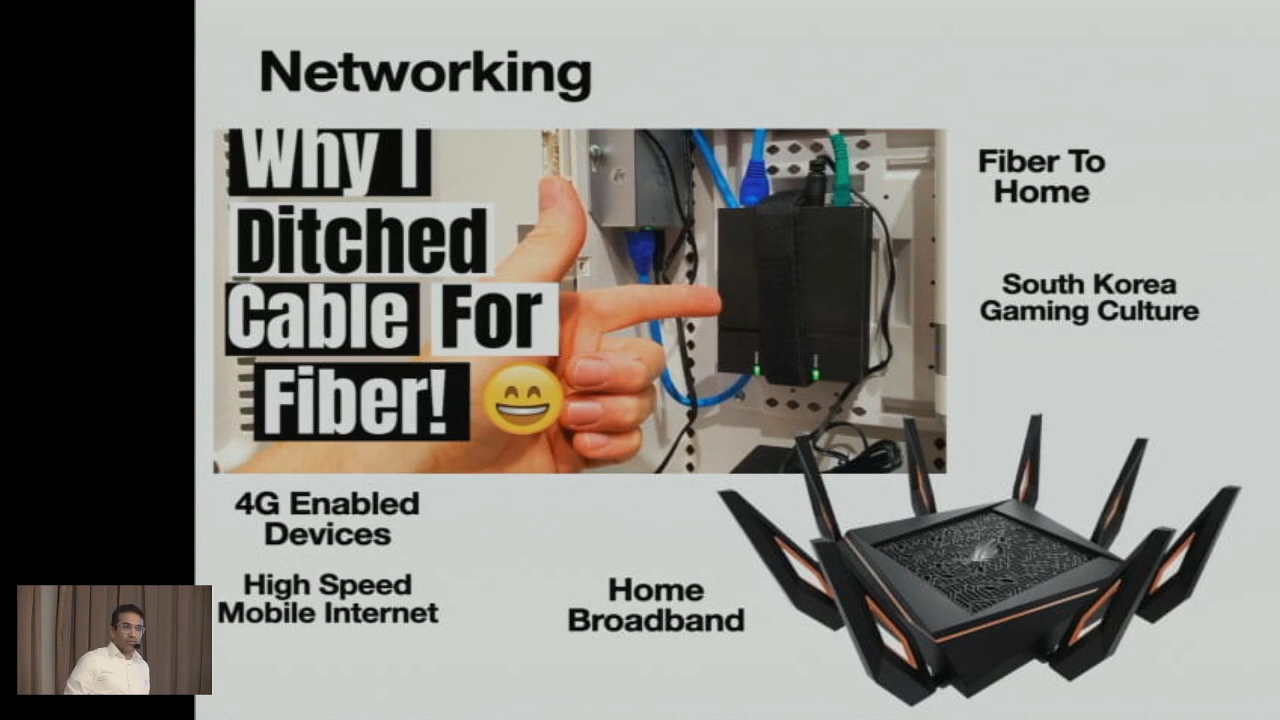 Networking
Why I
Ditched
Cable For
Fiber!
Fiber To
Home
South Korea
Gaming Culture
4G Enabled
Devices
High Speed
Mobile Internet
Home
Broadband